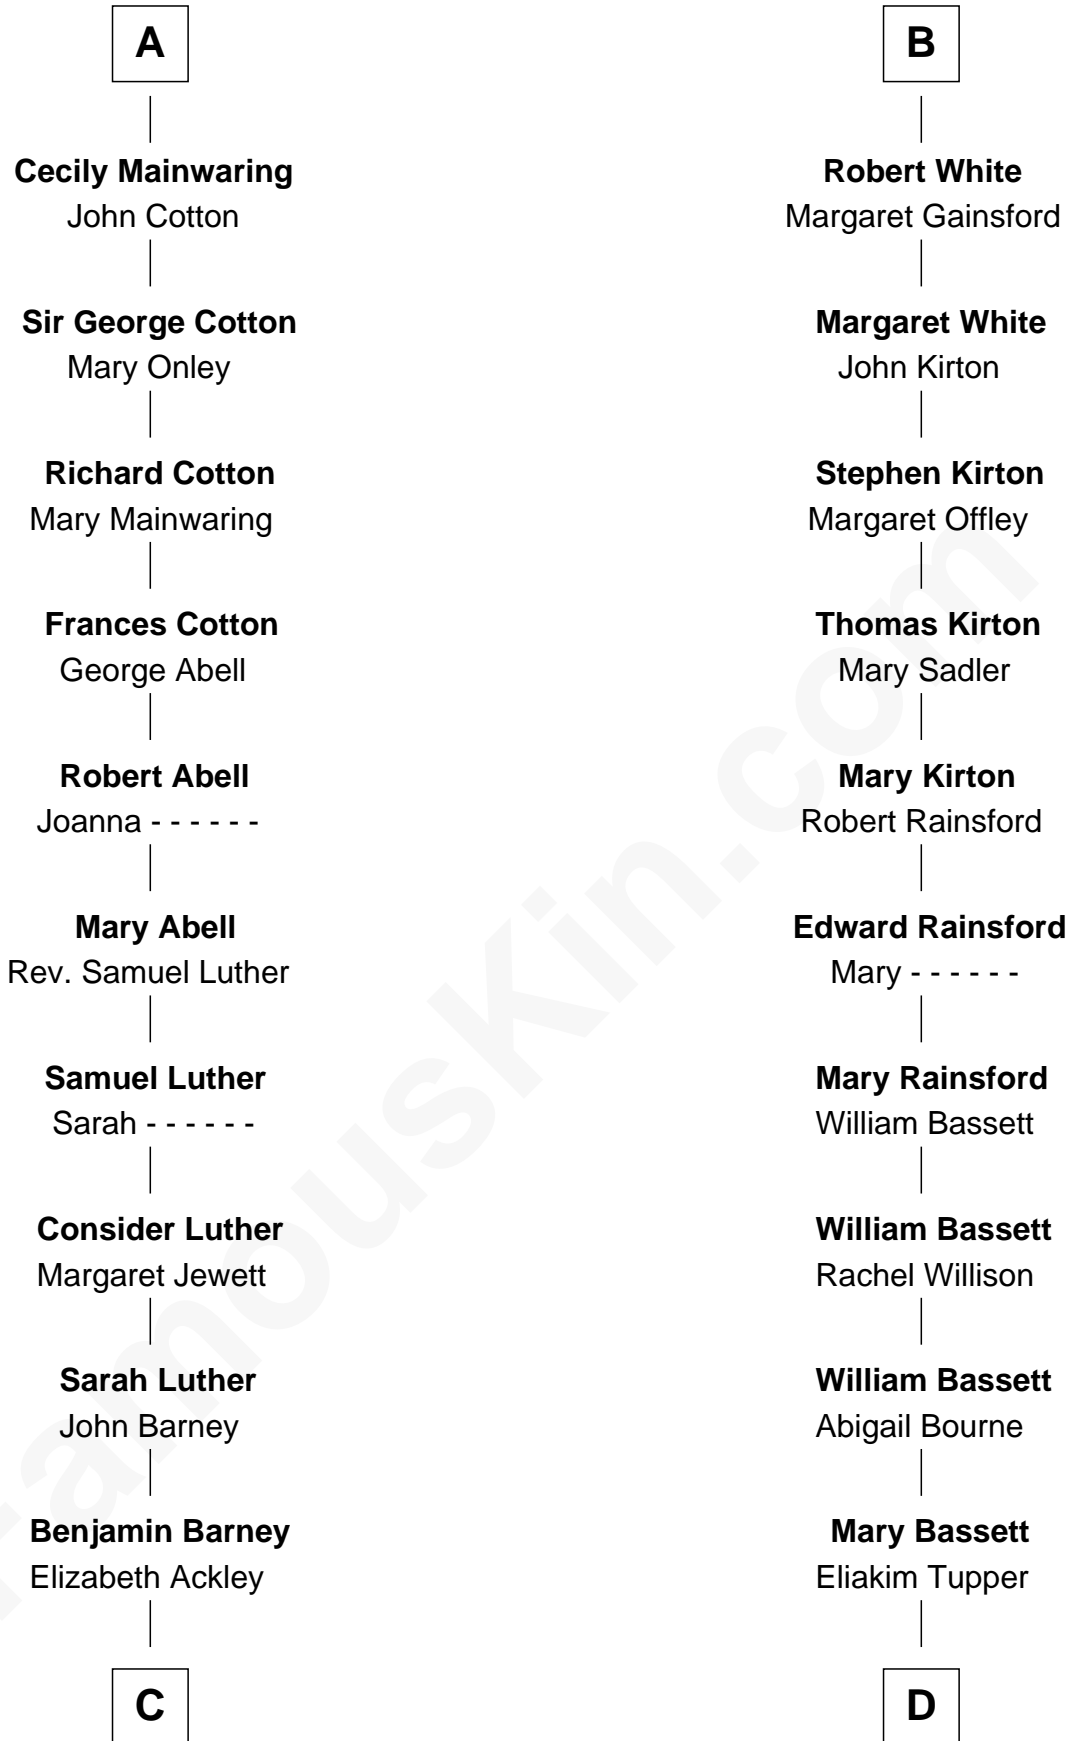 A
Cecily Mainwaring
John Cotton
Sir George Cotton
Mary Onley
Richard Cotton
Mary Mainwaring
Frances Cotton
George Abell
Robert Abell
Joanna - - - - - -
Mary Abell
Rev. Samuel Luther
Samuel Luther
Sarah - - - - - -
Consider Luther
Margaret Jewett
Sarah Luther
John Barney
Benjamin Barney
Elizabeth Ackley
C
B
Robert White
Margaret Gainsford
Margaret White
John Kirton
Stephen Kirton
Margaret Offley
Thomas Kirton
Mary Sadler
Mary Kirton
Robert Rainsford
Edward Rainsford
Mary - - - - - -
Mary Rainsford
William Bassett
William Bassett
Rachel Willison
William Bassett
Abigail Bourne
Mary Bassett
Eliakim Tupper
D
FamousKin.com